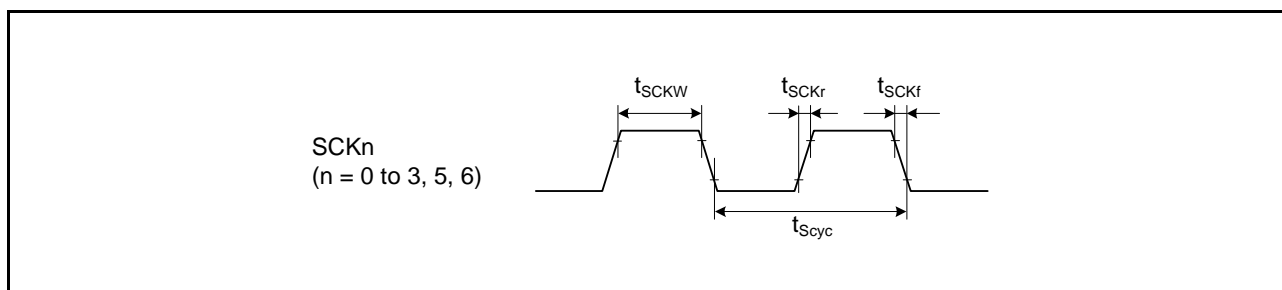 tSCKW
tSCKr
tSCKf
SCKn
(n = 0 to 3, 5, 6)
tScyc